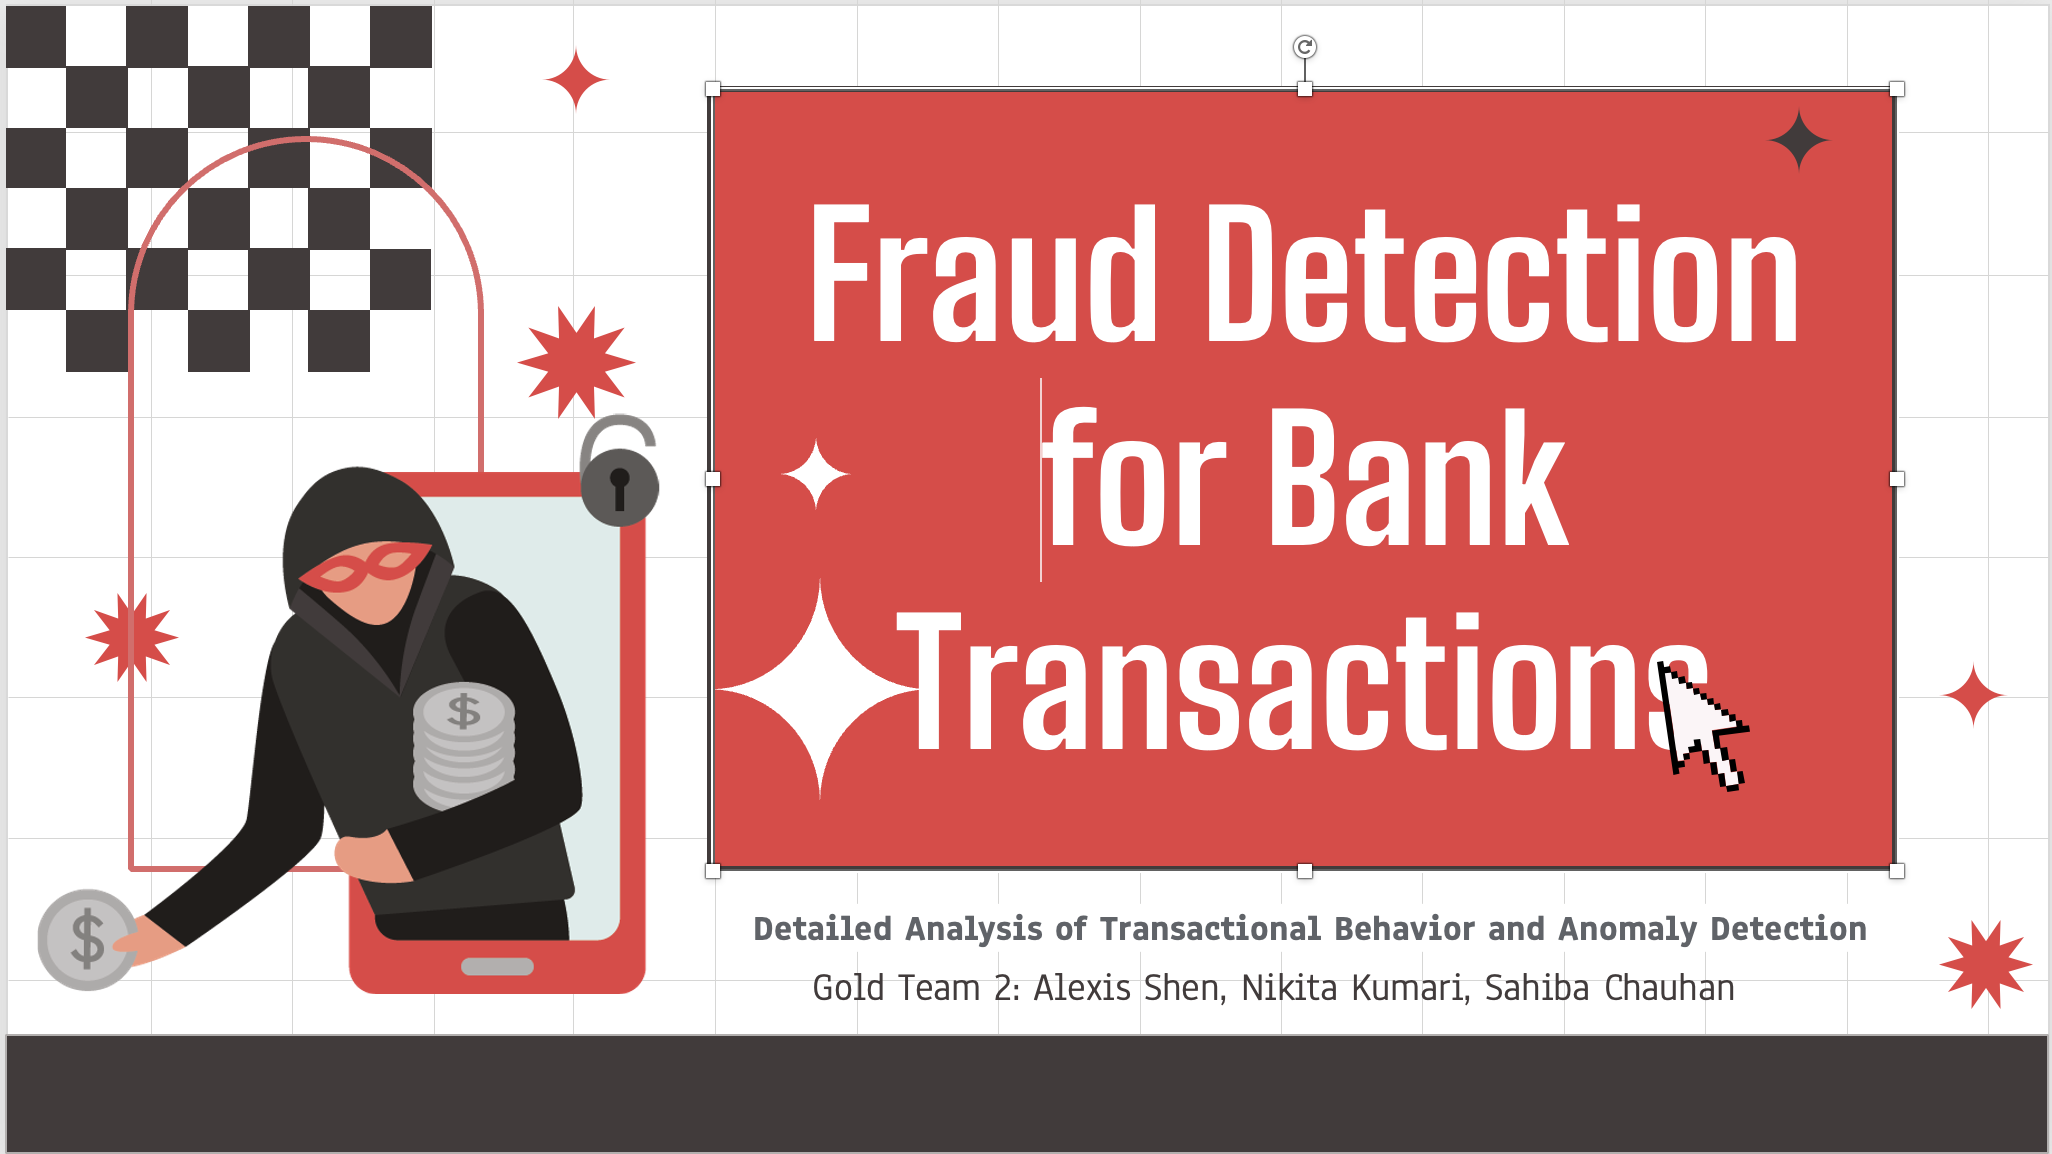 Fraud Detection
for Bank
Transactions
Detailed Analysis of Transactional Behavior and Anomaly Detection
Gold Team 2: Alexis Shen, Nikita Kumari, Sahiba Chauhan
$
$